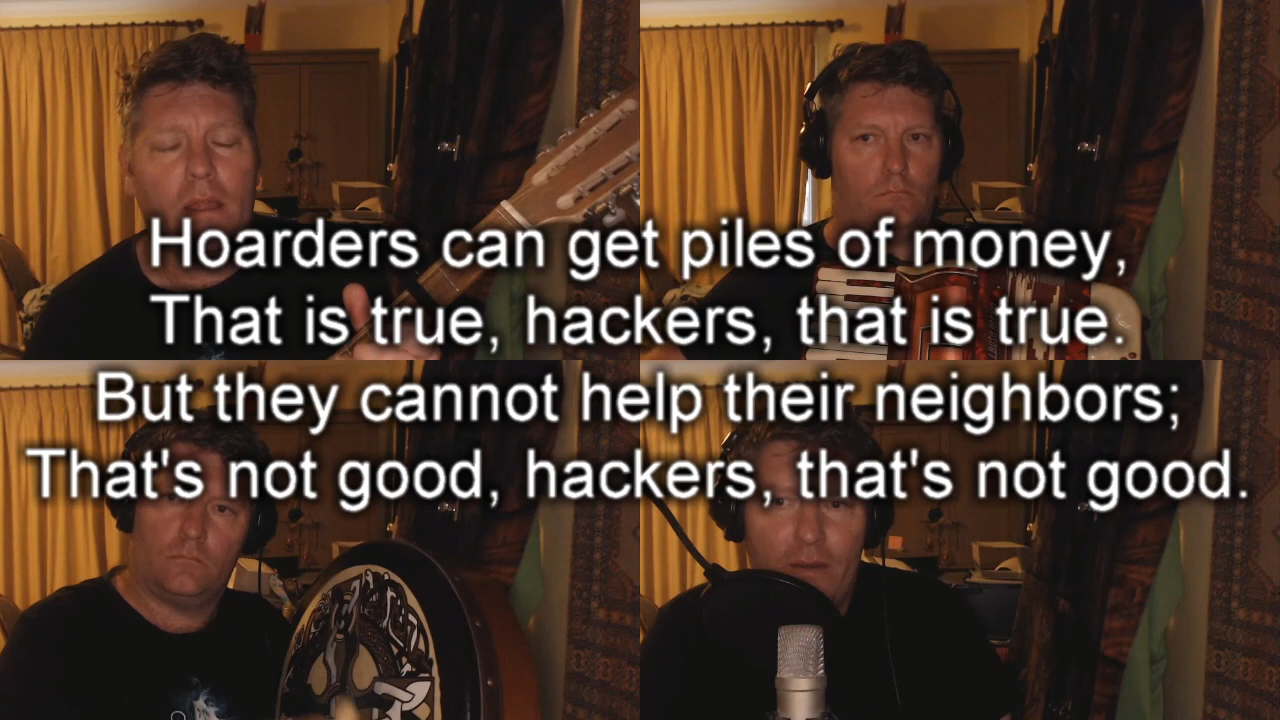 Hoarders can get piles of money,
That is true, hackers, that is true.
But they cannot help their neighbors;
That's not good, hackers, that's not good.